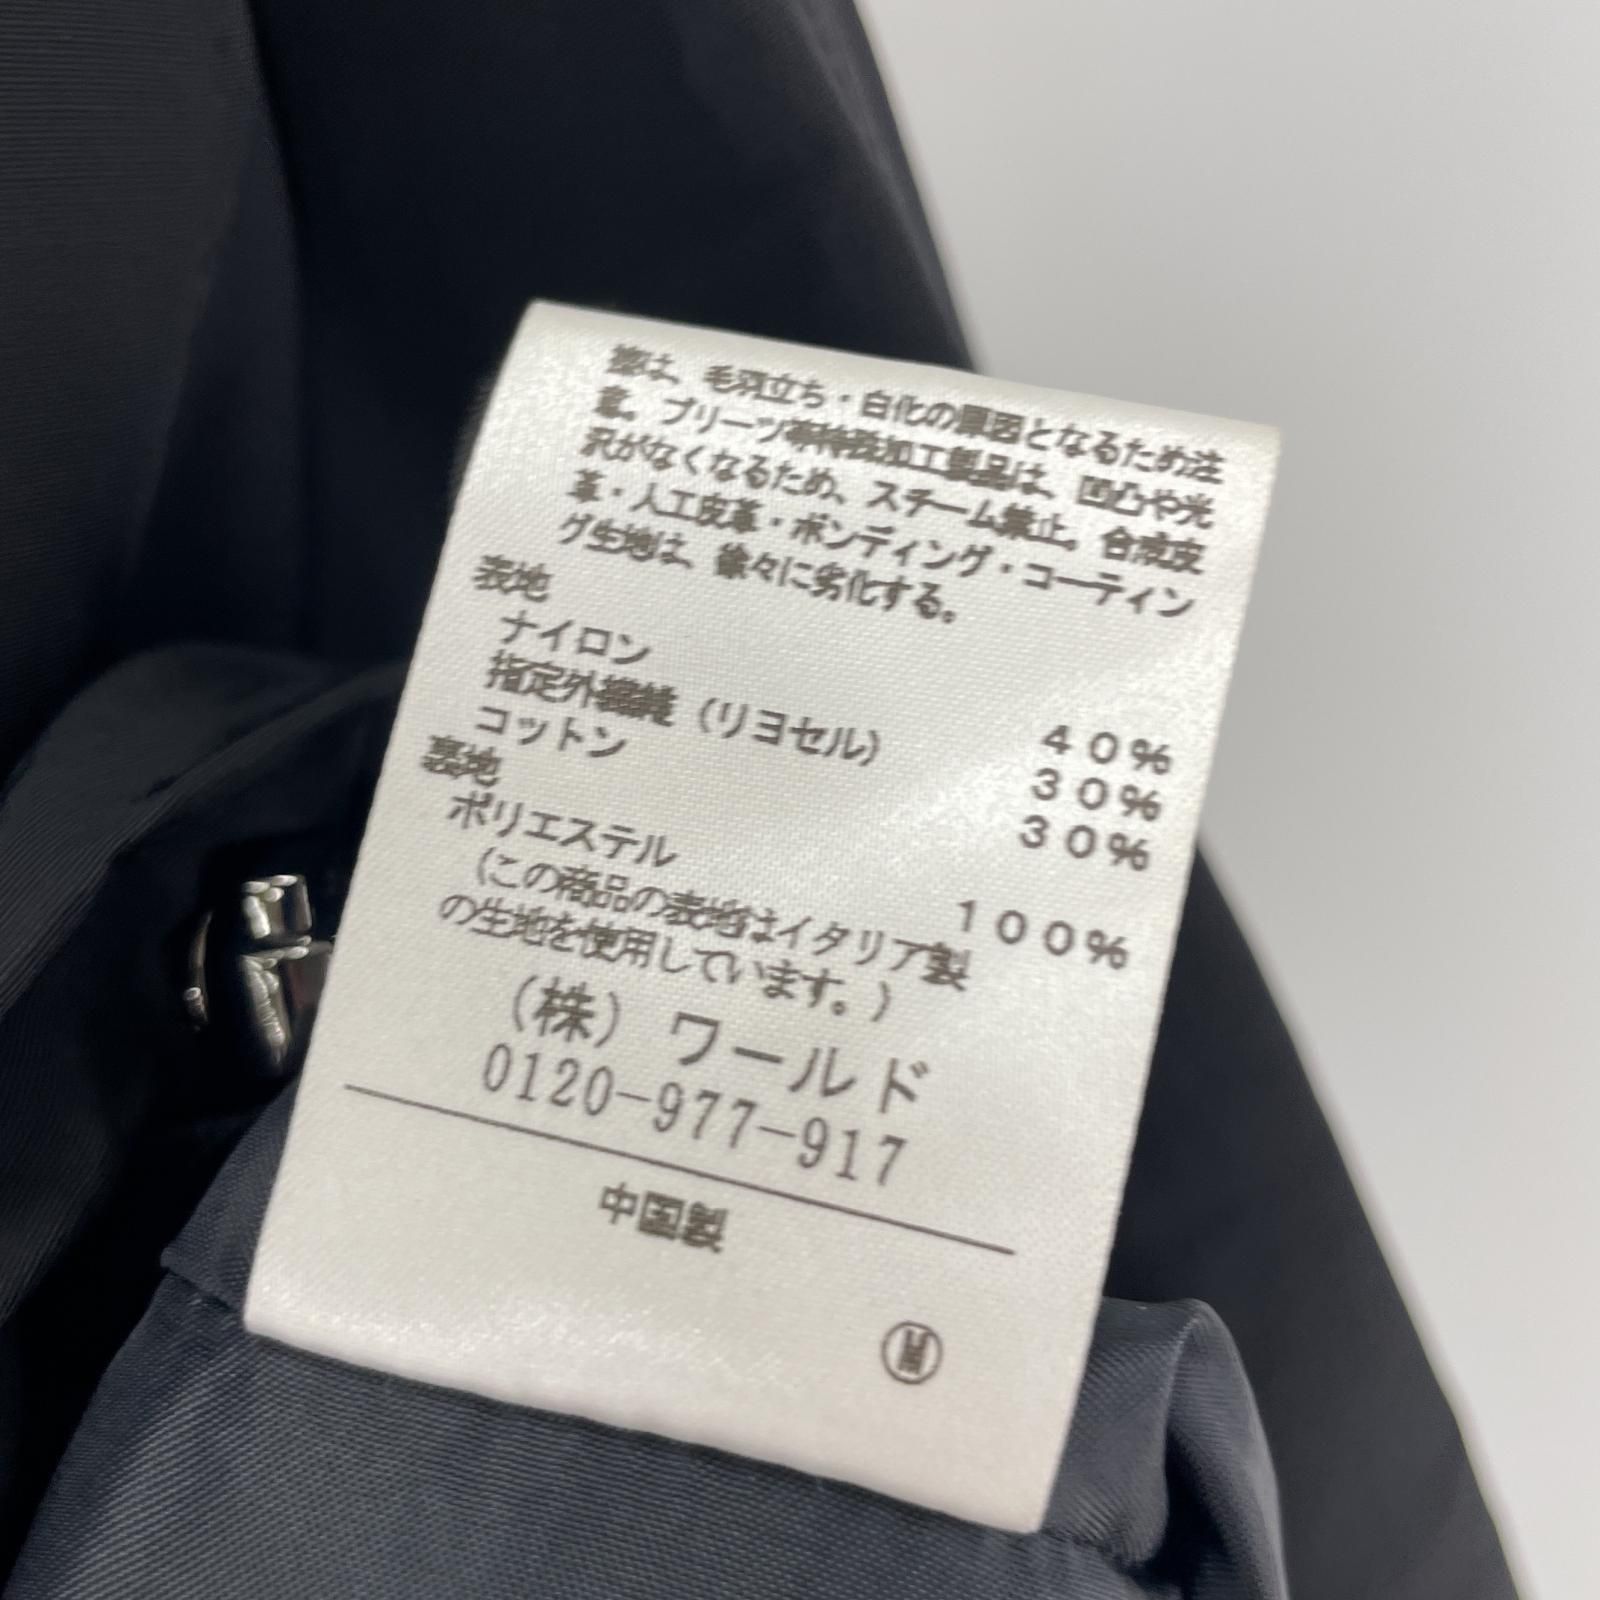 擦は、毛羽立ち・白化の原因となるため注
意。プリーツ等特殊加工製品は、凹凸や光
沢がなくなるため、スチーム禁止。合成皮
革・人工皮革・ボンディング・コーティン
グ生地は、徐々に劣化する。
表地
ナイロン 40%
指定外繊維(リヨセル) 30%
コットン 30%
裏地
ポリエステル 100%
(この商品の表地はイタリア製
の生地を使用しています。)
(株)ワールド
0120-977-917
中国製
Ⓜ